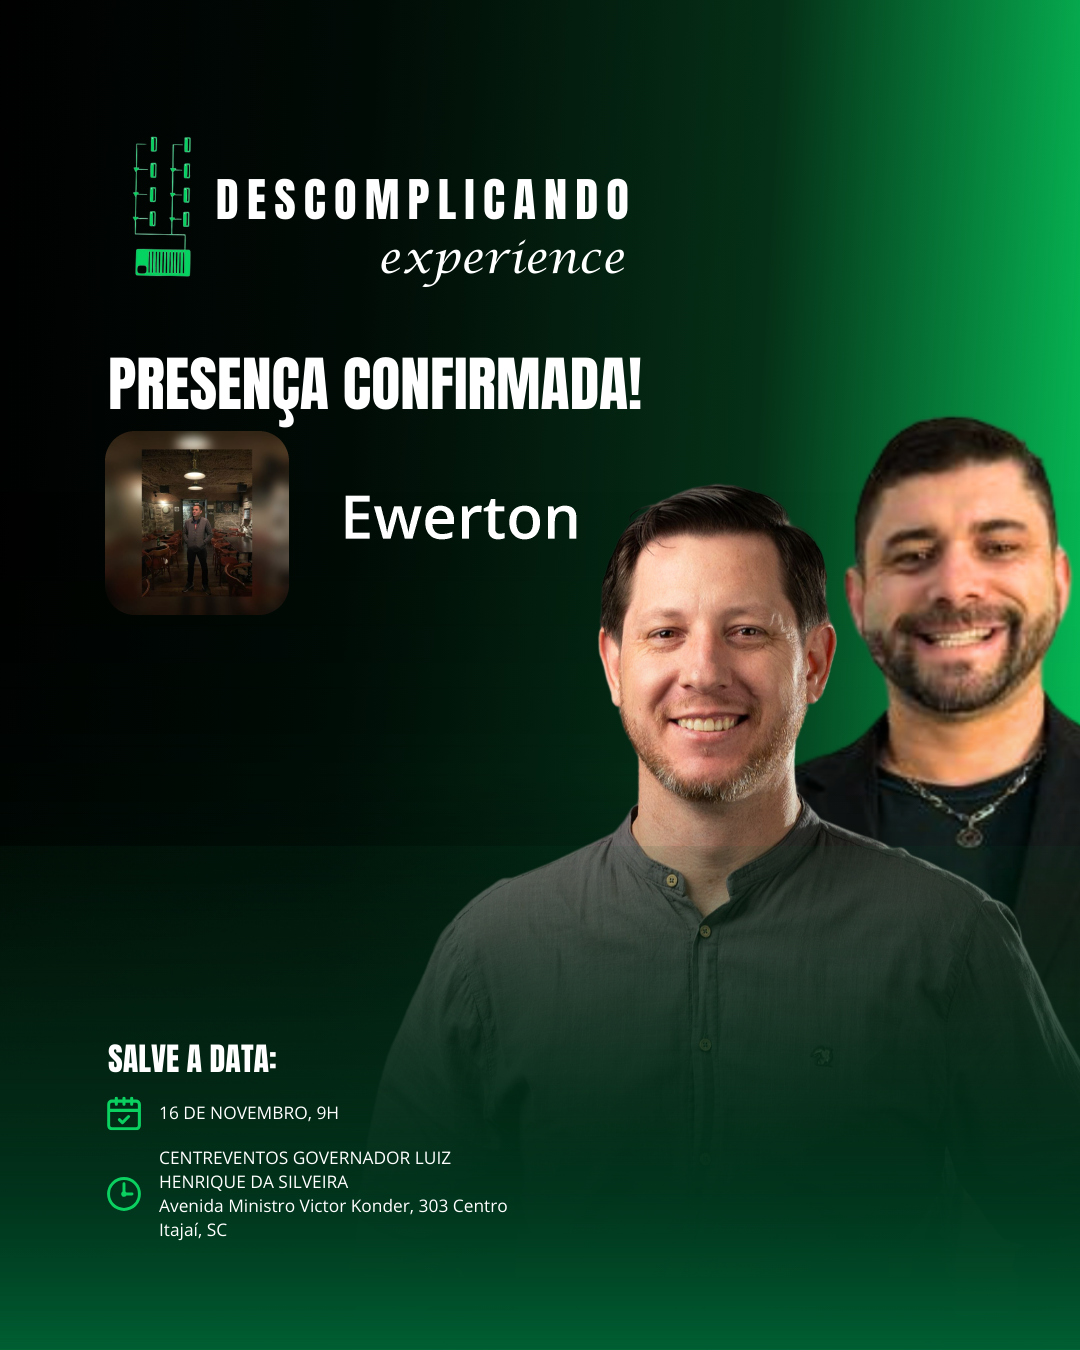 DESCOMPLICANDO
experience
PRESENÇA CONFIRMADA!
Ewerton
SALVE A DATA:
16 DE NOVEMBRO, 9H
CENTREVENTOS GOVERNADOR LUIZ
HENRIQUE DA SILVEIRA
Avenida Ministro Victor Konder, 303 Centro
Itajaí, SC